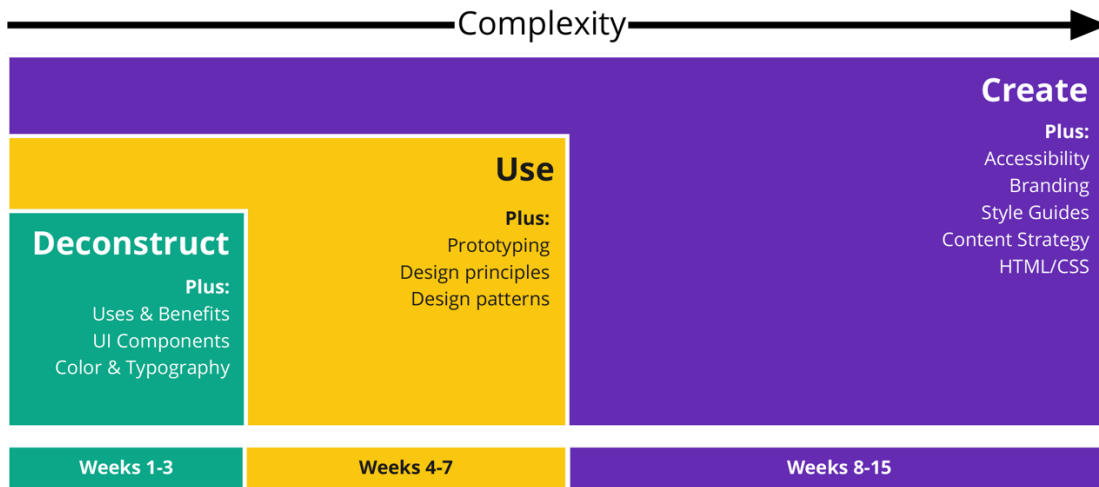 Complexity
Create
Plus:
Accessibility
Branding
Style Guides
Content Strategy
HTML/CSS
Use
Plus:
Prototyping
Design principles
Design patterns
Deconstruct
Plus:
Uses & Benefits
UI Components
Color & Typography
Weeks 1-3
Weeks 4-7
Weeks 8-15